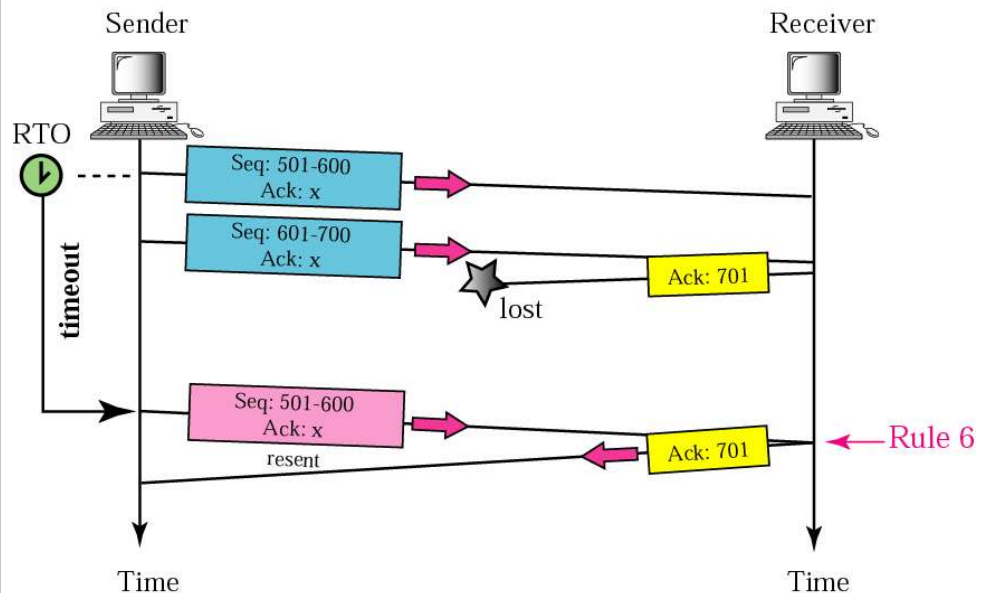 Sender
Receiver
RTO
Seq: 501-600
Ack: x
Seq: 601-700
Ack: x
Ack: 701
lost
timeout
Seq: 501-600
Ack: x
resent
Ack: 701
Rule 6
Time
Time